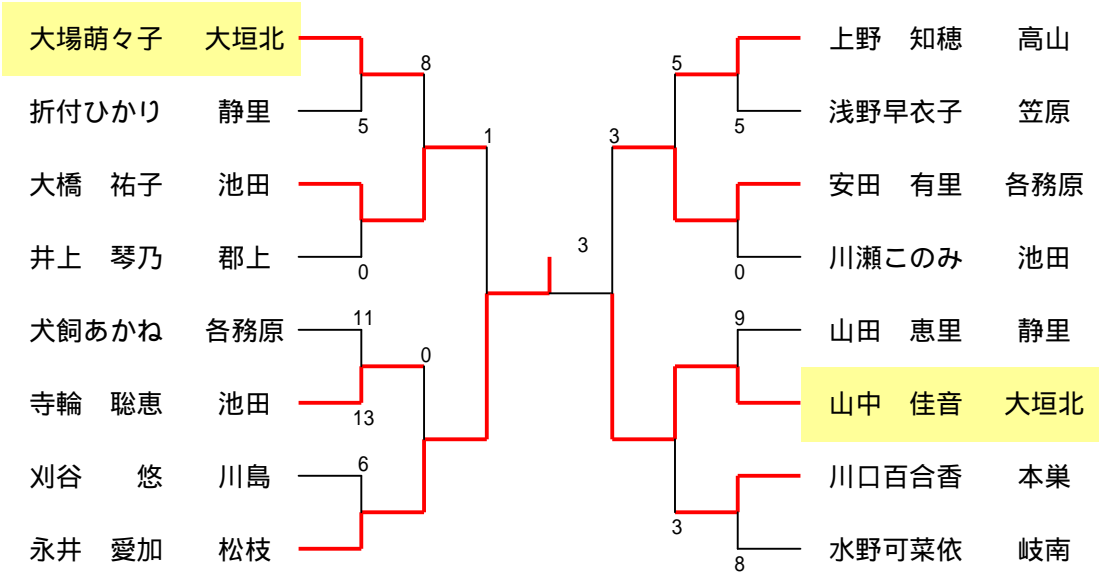 大場萌々子 大垣北
8
折付ひかり 静里
5
1
大橋 祐子 池田
井上 琴乃 郡上
0
犬飼あかね 各務原
11
0
寺輪 聡恵 池田
13
刈谷 悠 川島
6
永井 愛加 松枝
3
上野 知穂 高山
5
浅野早衣子 笠原
5
3
安田 有里 各務原
川瀬このみ 池田
0
山田 恵里 静里
9
山中 佳音 大垣北
川口百合香 本巣
3
水野可菜依 岐南
8